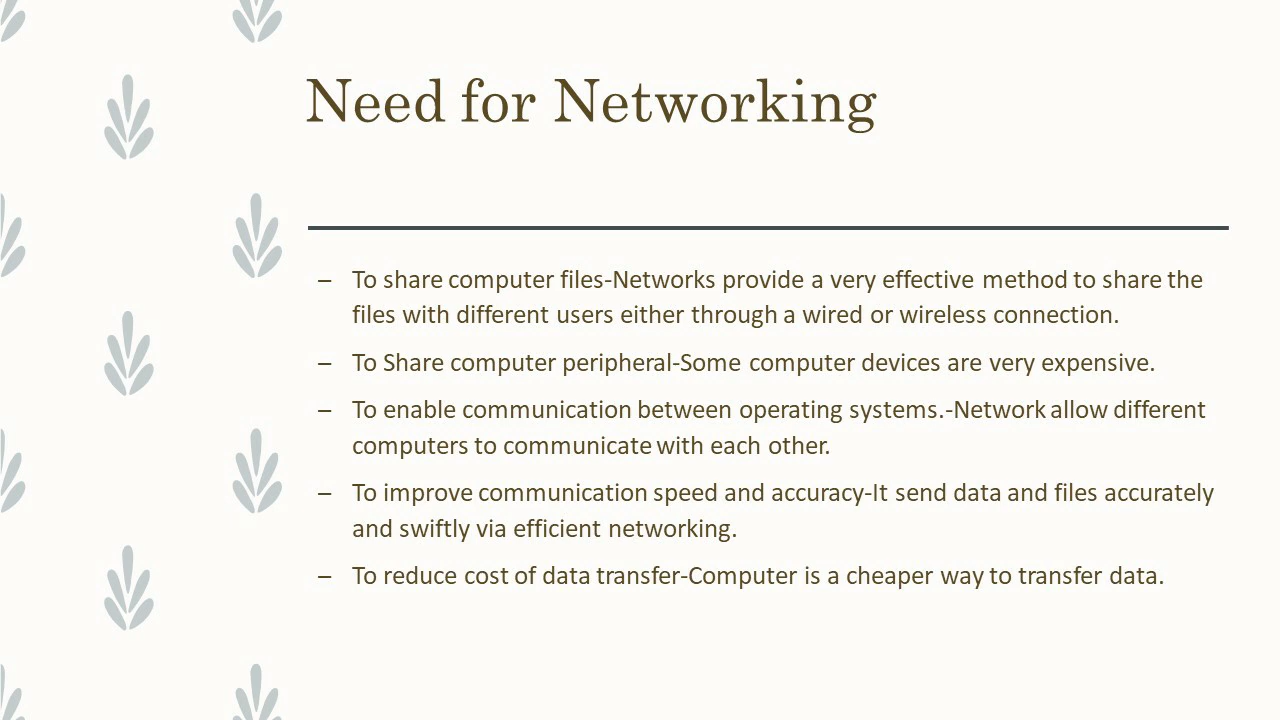 Need for Networking
– To share computer files-Networks provide a very effective method to share the
files with different users either through a wired or wireless connection.
– To Share computer peripheral-Some computer devices are very expensive.
– To enable communication between operating systems.-Network allow different
computers to communicate with each other.
– To improve communication speed and accuracy-It send data and files accurately
and swiftly via efficient networking.
– To reduce cost of data transfer-Computer is a cheaper way to transfer data.